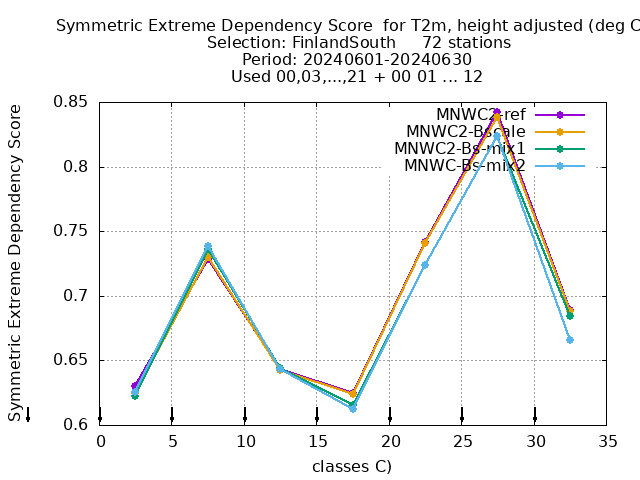 Symmetric Extreme Dependency Score  for T2m, height adjusted (deg C
Selection: FinlandSouth     72 stations
Period: 20240601-20240630
Used 00,03,...,21 + 00 01 ... 12
MNWC2-ref
MNWC2-Bscale
MNWC2-Bs-mix1
MNWC-Bs-mix2
Symmetric Extreme Dependency Score
0.85
0.8
0.75
0.7
0.65
0.6
0 5 10 15 20 25 30 35
classes C)